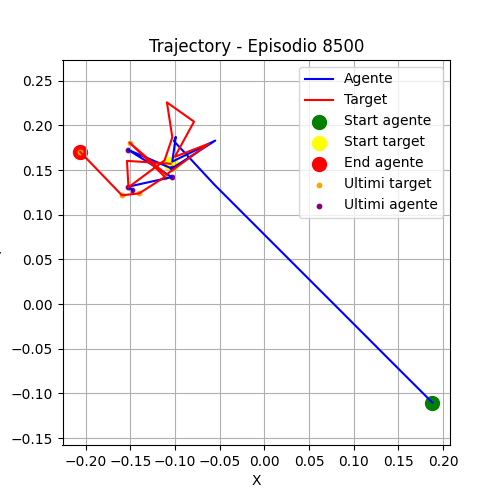 Trajectory - Episodio 8500
Agente
Target
Start agente
Start target
End agente
Ultimi target
Ultimi agente
0.25
0.20
0.15
0.10
0.05
0.00
−0.05
−0.10
−0.15
−0.20 −0.15 −0.10 −0.05 0.00 0.05 0.10 0.15 0.20
X